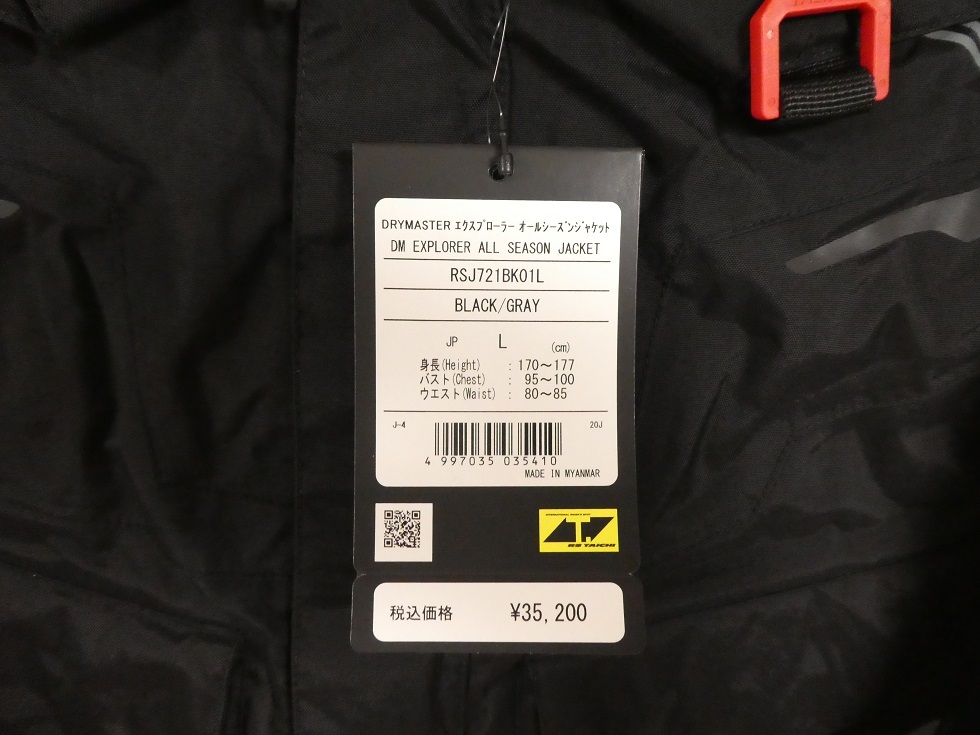 DRYMASTER ｴｸｽﾌﾟﾛｰﾗｰ ｵｰﾙｼｰｽﾞﾝｼﾞｬｹｯﾄ
DM EXPLORER ALL SEASON JACKET
RSJ721BK01L
BLACK/GRAY
JP L (cm)
身長(Height) : 170～177
バスト(Chest) : 95～100
ウエスト(Waist) : 80～85
J-4 20J
4 997035 035410
MADE IN MYANMAR
RS TAICHI
税込価格 ¥35,200